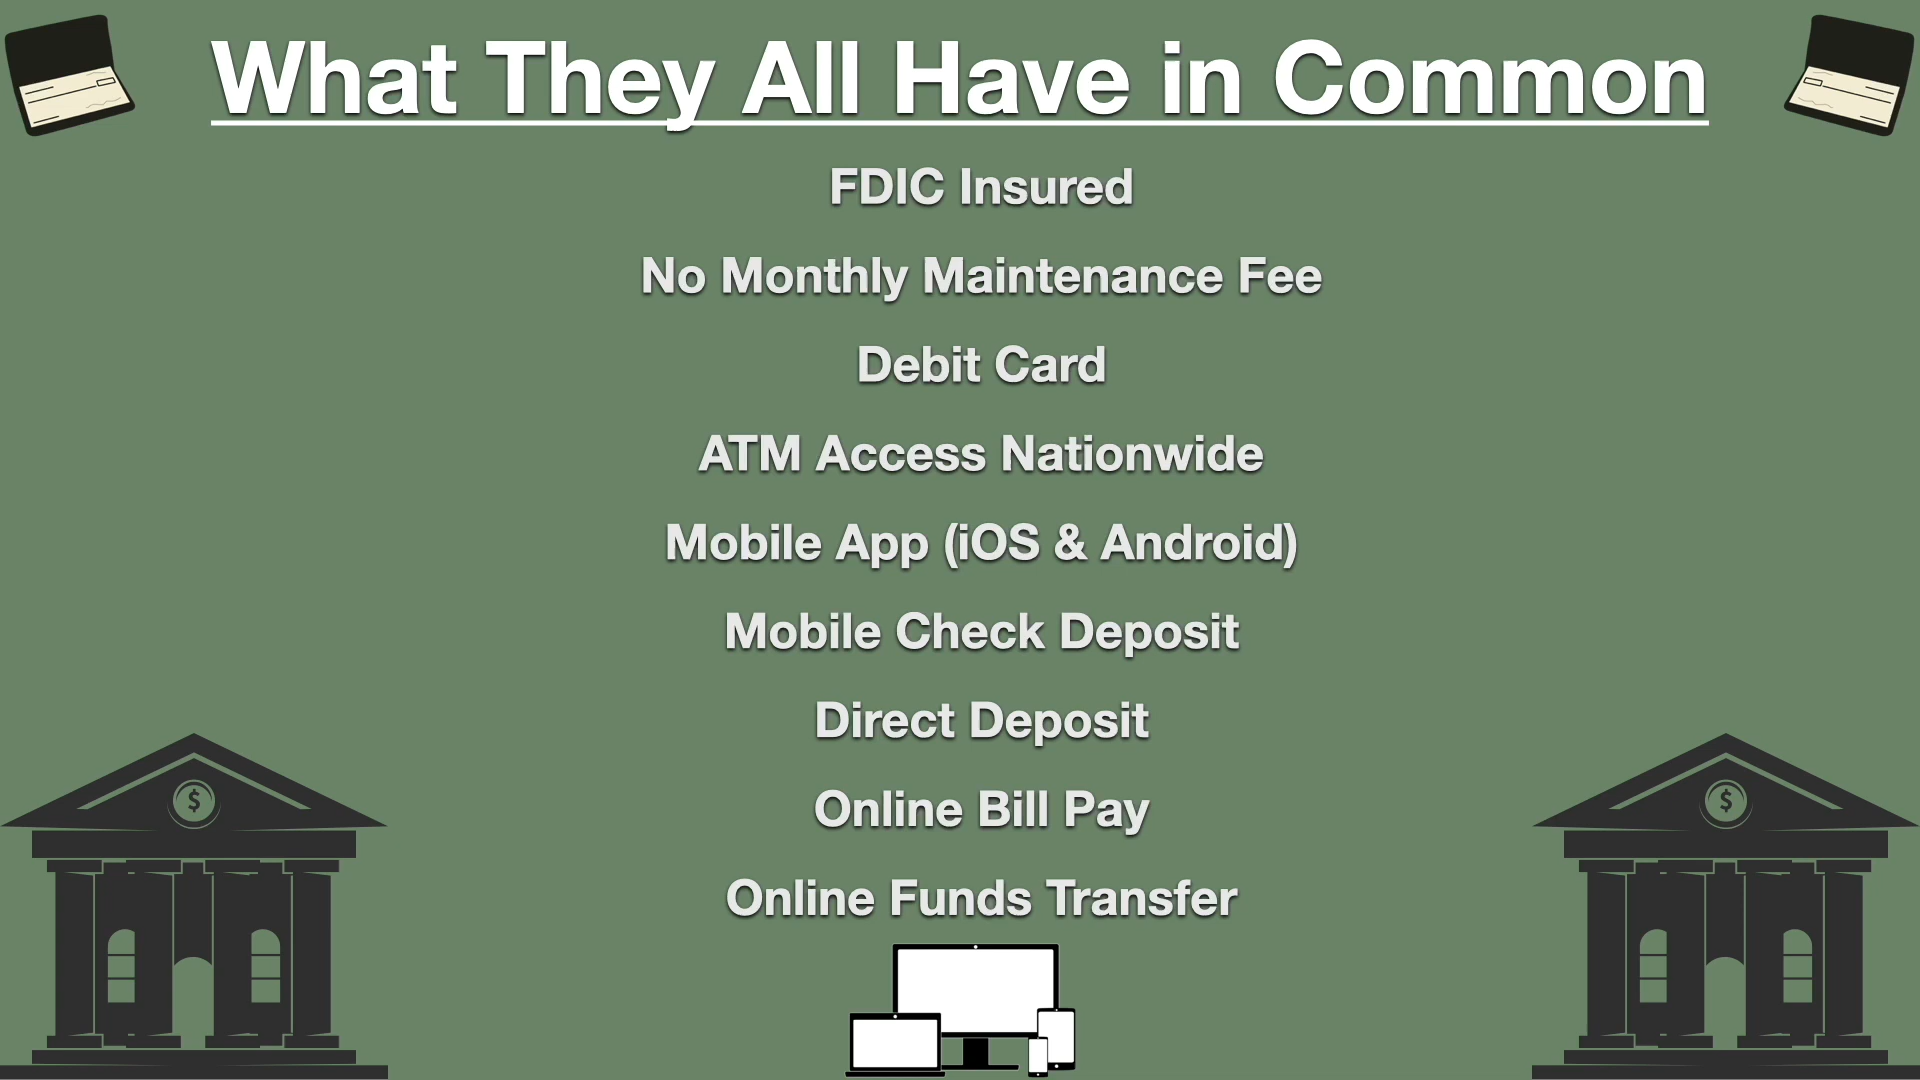 What They All Have in Common
FDIC Insured
No Monthly Maintenance Fee
Debit Card
ATM Access Nationwide
Mobile App (iOS & Android)
Mobile Check Deposit
Direct Deposit
Online Bill Pay
Online Funds Transfer
$
$